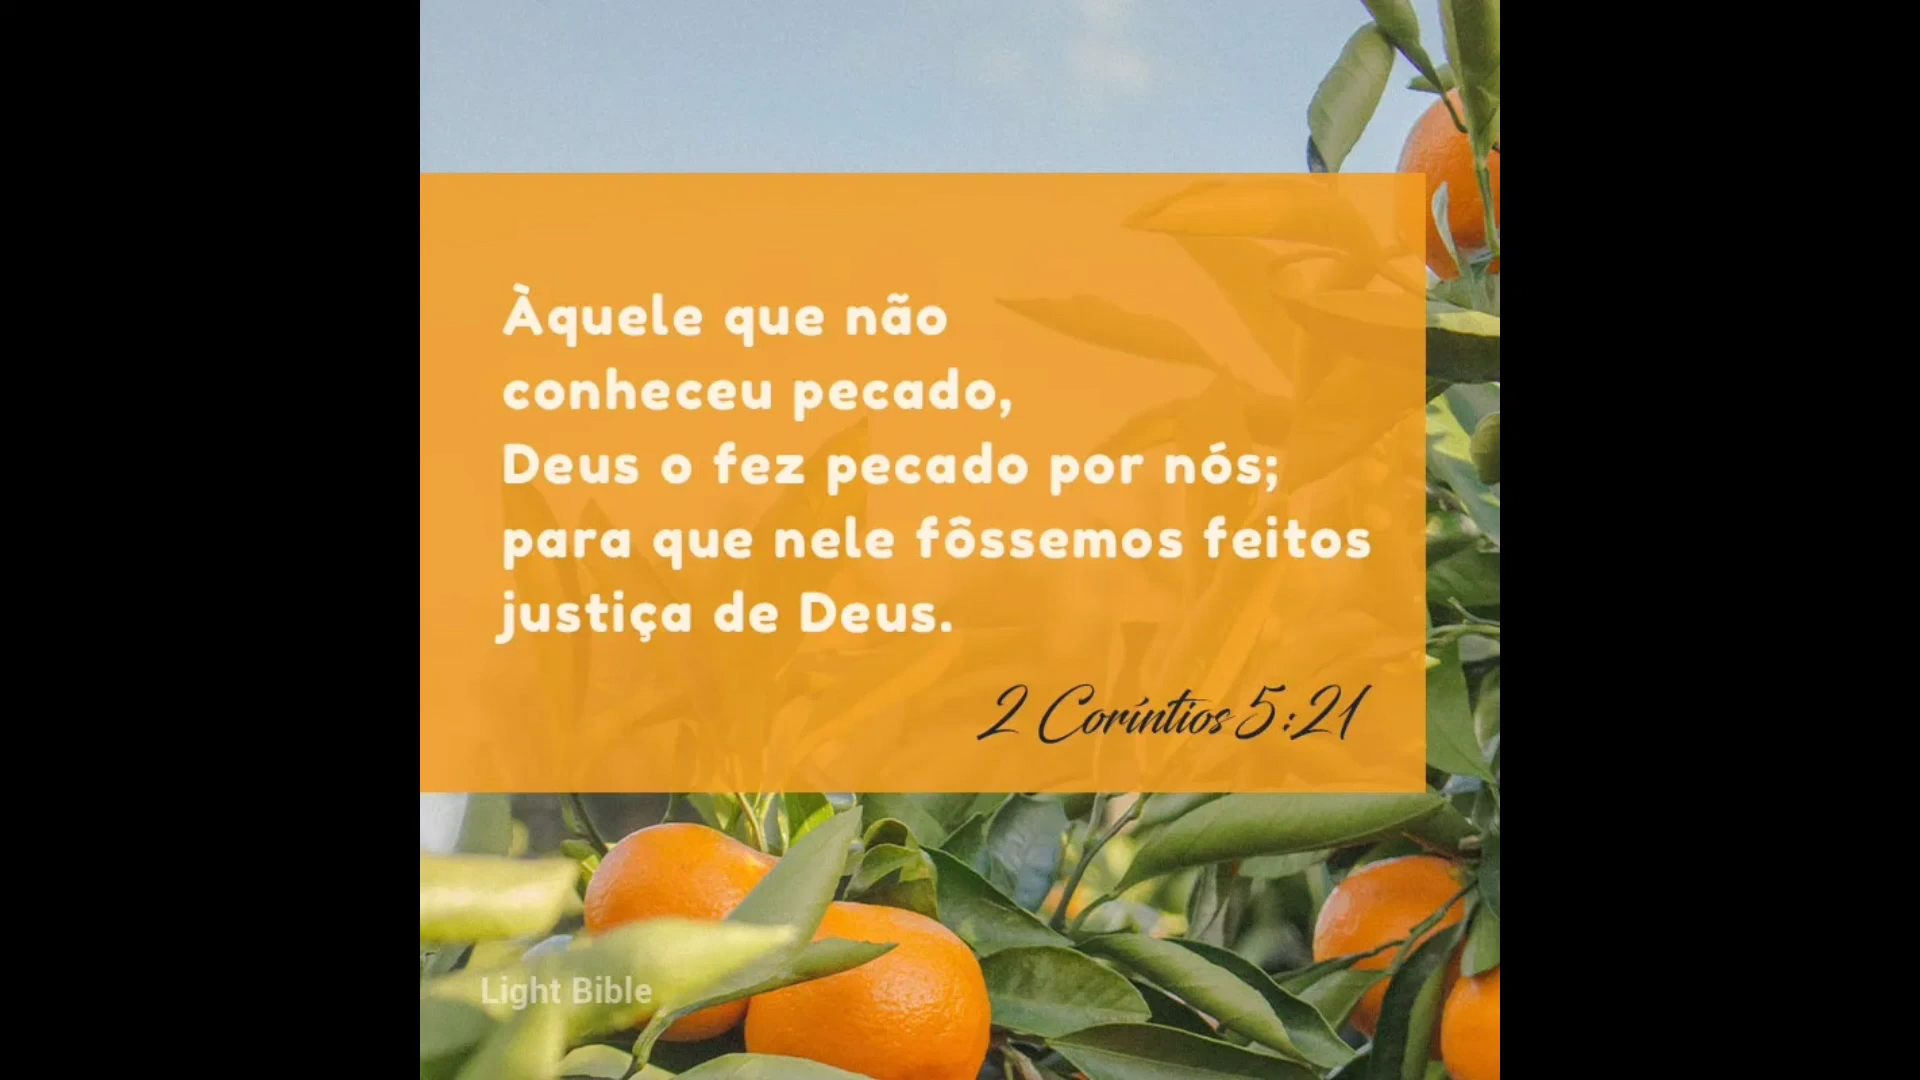 Àquele que não
conheceu pecado,
Deus o fez pecado por nós;
para que nele fôssemos feitos
justiça de Deus.
2 Coríntios 5:21
Light Bible